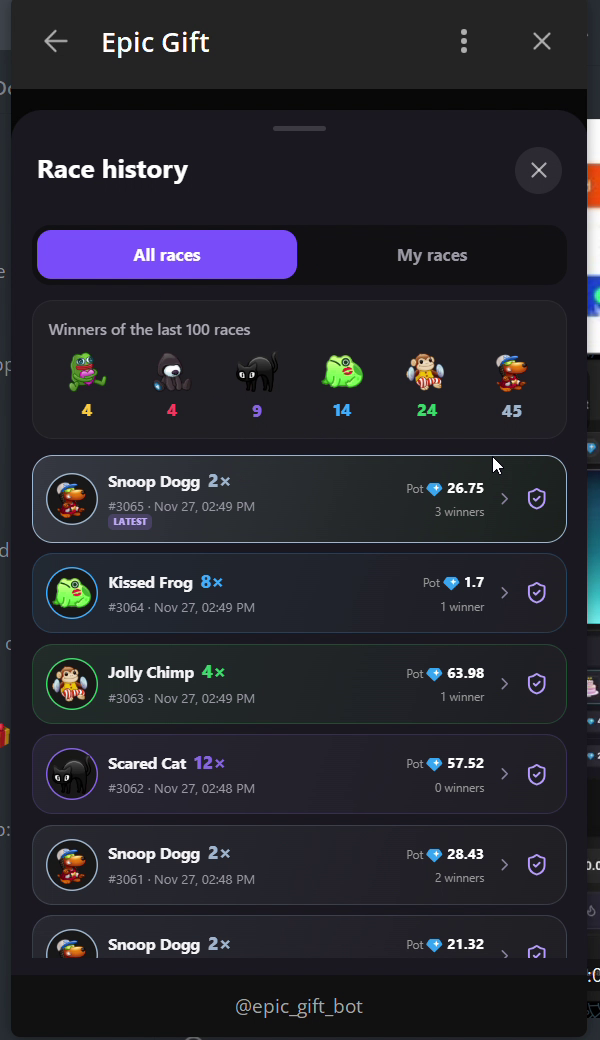 Epic Gift
Race history
All races My races
Winners of the last 100 races
4 4 9 14 24 45
Snoop Dogg 2× Pot 26.75
#3065 · Nov 27, 02:49 PM 3 winners
LATEST
Kissed Frog 8× Pot 1.7
#3064 · Nov 27, 02:49 PM 1 winner
Jolly Chimp 4× Pot 63.98
#3063 · Nov 27, 02:49 PM 1 winner
Scared Cat 12× Pot 57.52
#3062 · Nov 27, 02:48 PM 0 winners
Snoop Dogg 2× Pot 28.43
#3061 · Nov 27, 02:48 PM 2 winners
Snoop Dogg 2× Pot 21.32
@epic_gift_bot